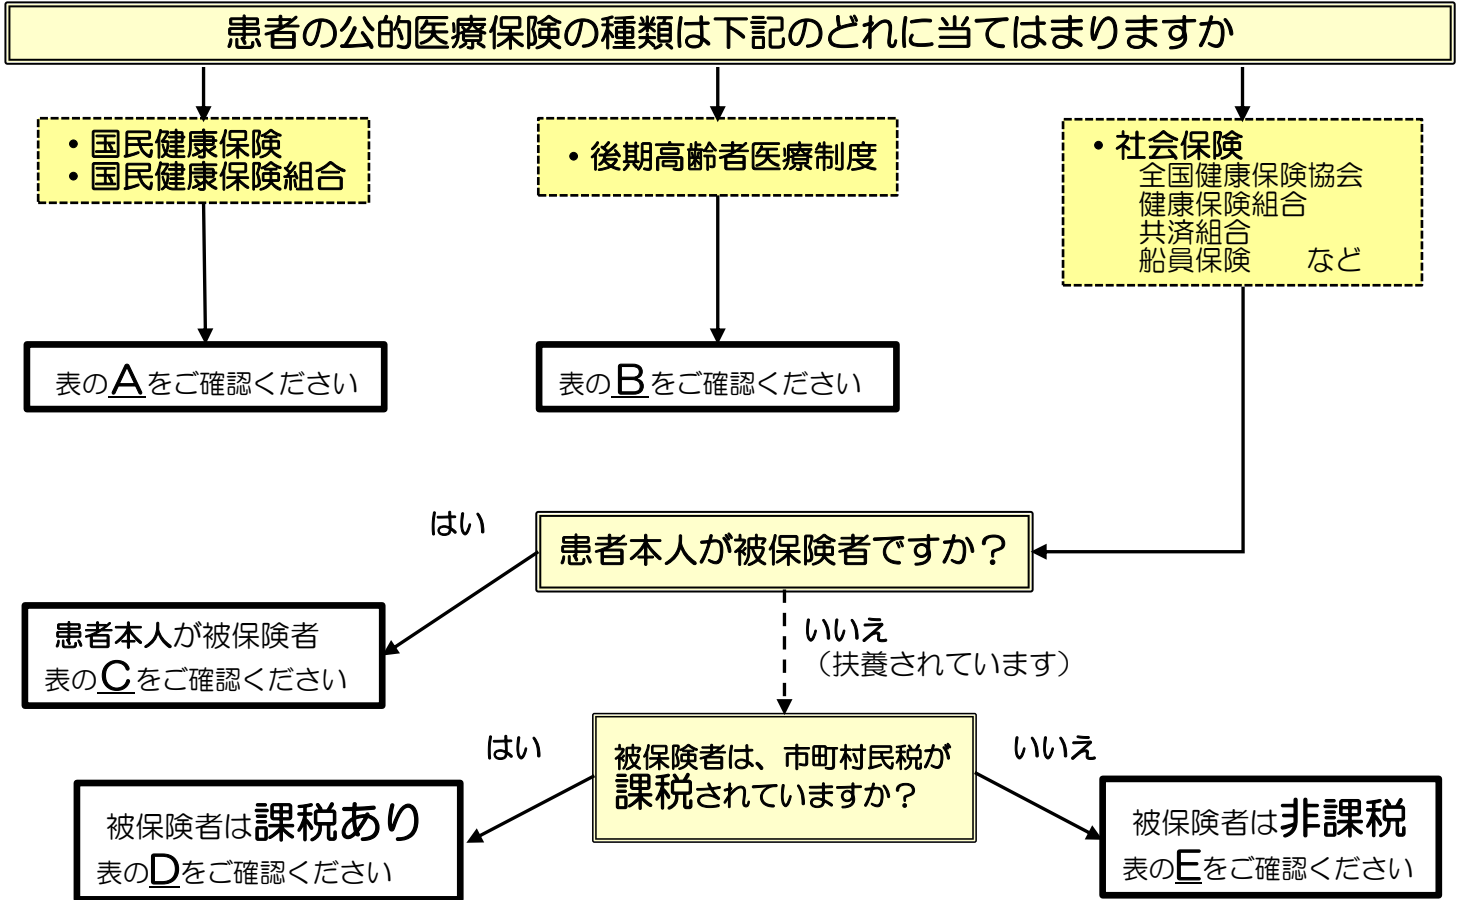 患者の公的医療保険の種類は下記のどれに当てはまりますか
・国民健康保険
・国民健康保険組合
・後期高齢者医療制度
・社会保険
全国健康保険協会
健康保険組合
共済組合
船員保険　　など
表のAをご確認ください
表のBをご確認ください
はい
患者本人が被保険者ですか？
患者本人が被保険者
表のCをご確認ください
いいえ
（扶養されています）
はい
被保険者は、市町村民税が
課税されていますか？
いいえ
被保険者は課税あり
表のDをご確認ください
被保険者は非課税
表のEをご確認ください